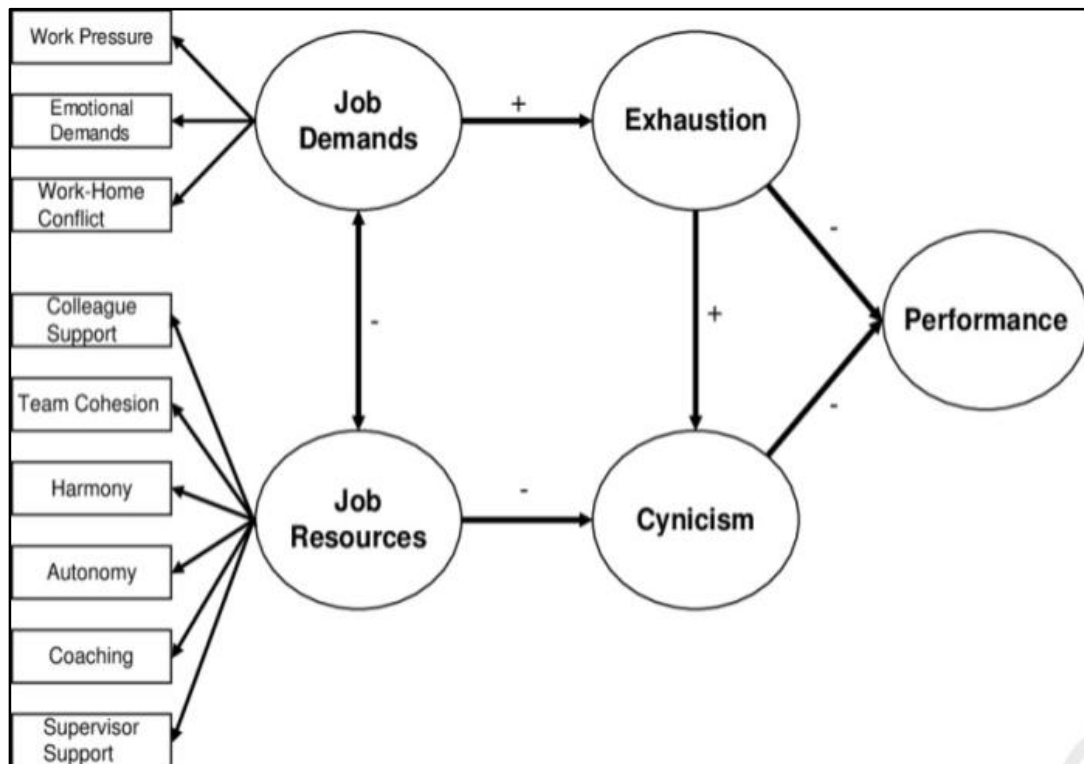 Work Pressure
Emotional
Demands
Work-Home
Conflict
Colleague
Support
Team Cohesion
Harmony
Autonomy
Coaching
Supervisor
Support
Job
Demands
+
Exhaustion
-
+
-
Performance
-
Job
Resources
-
Cynicism